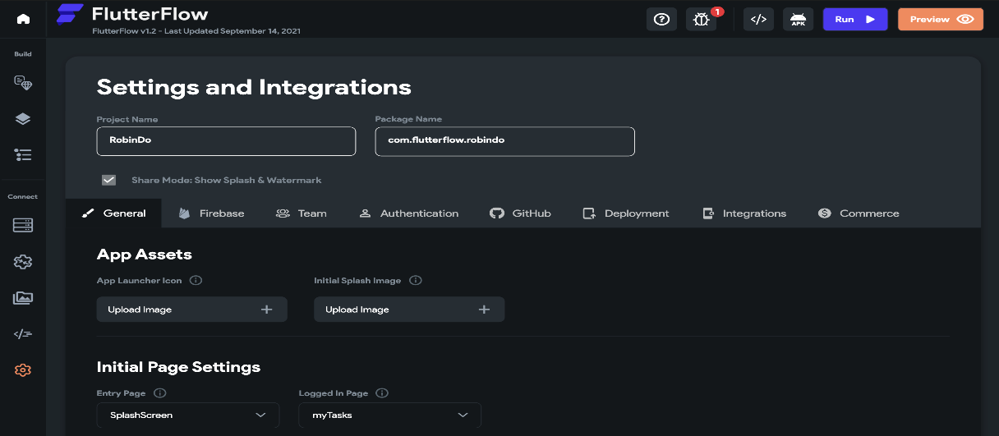 FlutterFlow
FlutterFlow v1.2 - Last Updated September 14, 2021
? 1 </> APK Run Preview
Build
Settings and Integrations
Project Name Package Name
RobinDo com.flutterflow.robindo
Share Mode: Show Splash & Watermark
Connect
General Firebase Team Authentication GitHub Deployment Integrations Commerce
App Assets
App Launcher Icon Initial Splash Image
Upload Image + Upload Image +
Initial Page Settings
Entry Page Logged In Page
SplashScreen myTasks